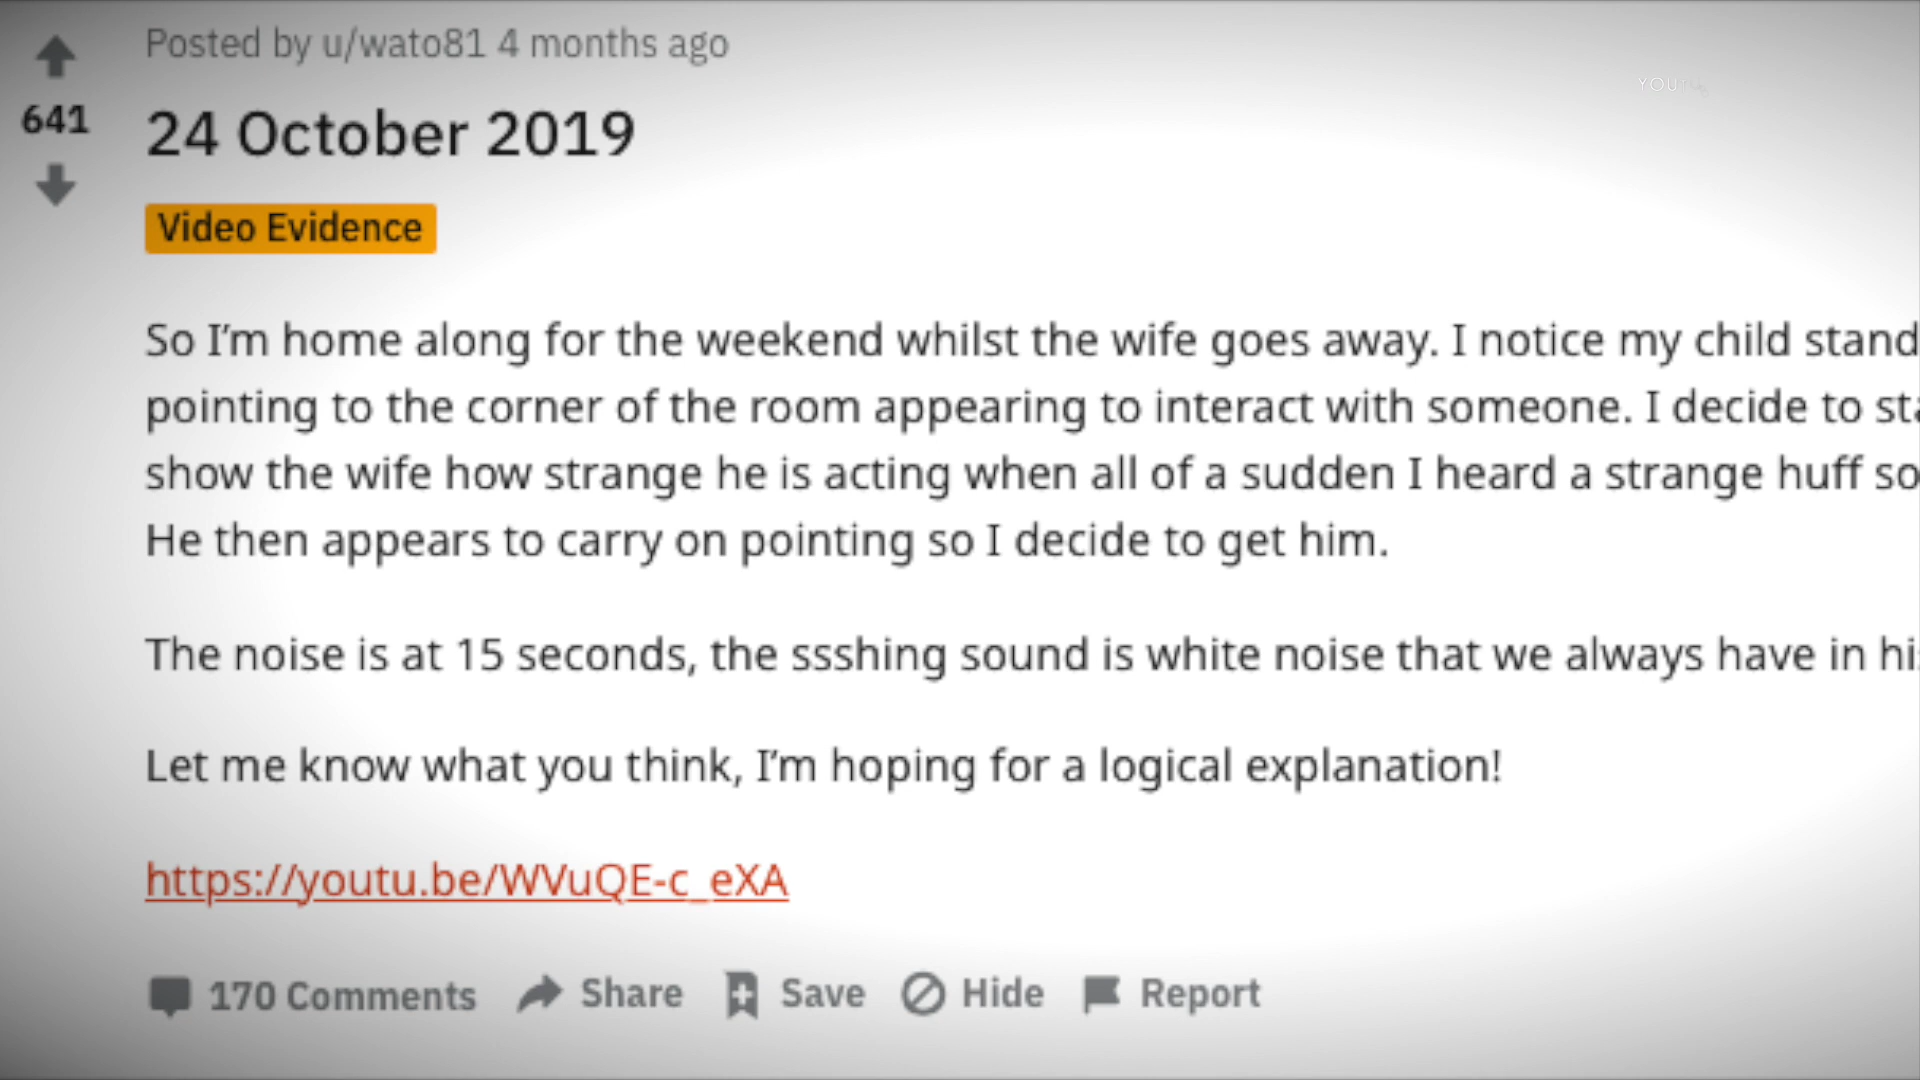 Posted by u/wato81 4 months ago
YOU
641
24 October 2019
Video Evidence
So I'm home along for the weekend whilst the wife goes away. I notice my child stand
pointing to the corner of the room appearing to interact with someone. I decide to
show the wife how strange he is acting when all of a sudden I heard a strange huff
He then appears to carry on pointing so I decide to get him.
The noise is at 15 seconds, the ssshing sound is white noise that we always have in
Let me know what you think, I'm hoping for a logical explanation!
https://youtu.be/WVuQE-c_eXA
170 Comments Share Save Hide Report